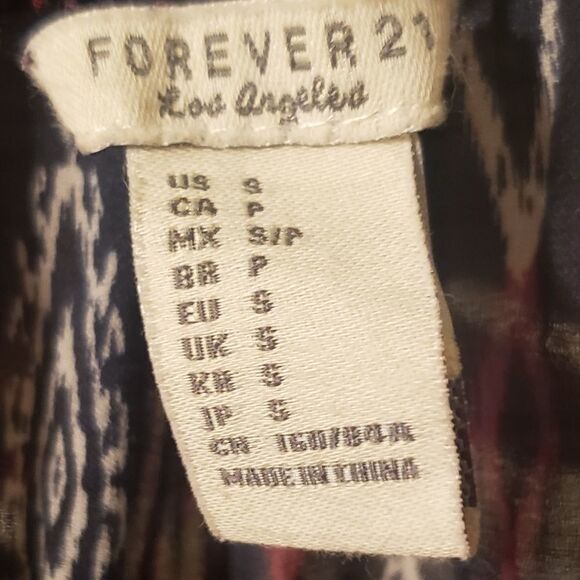 FOREVER 21
Los Angeles
US S
CA P
MX S/P
BR P
EU S
UK S
KR S
JP S
CN 160/84A
MADE IN CHINA